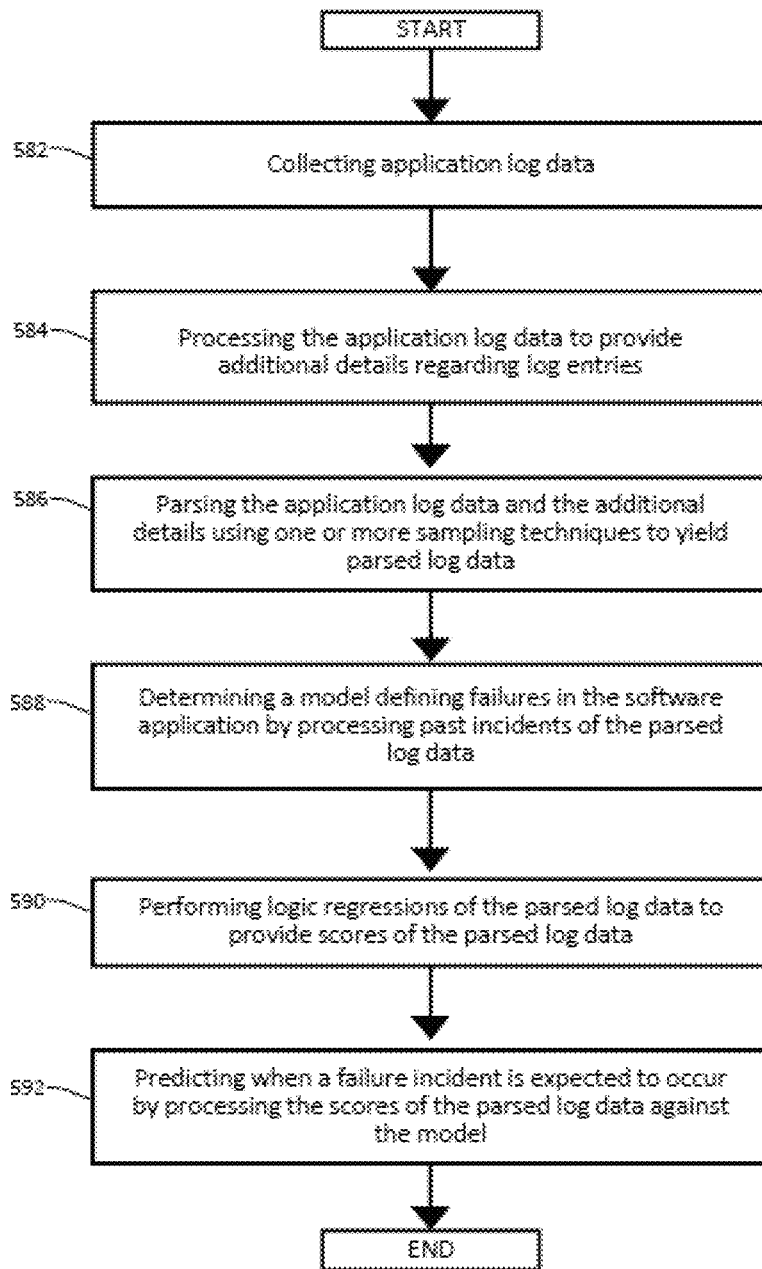 START
582
Collecting application log data
584
Processing the application log data to provide
additional details regarding log entries
586
Parsing the application log data and the additional
details using one or more sampling techniques to yield
parsed log data
588
Determining a model defining failures in the software
application by processing past incidents of the parsed
log data
590
Performing logic regressions of the parsed log data to
provide scores of the parsed log data
592
Predicting when a failure incident is expected to occur
by processing the scores of the parsed log data against
the model
END